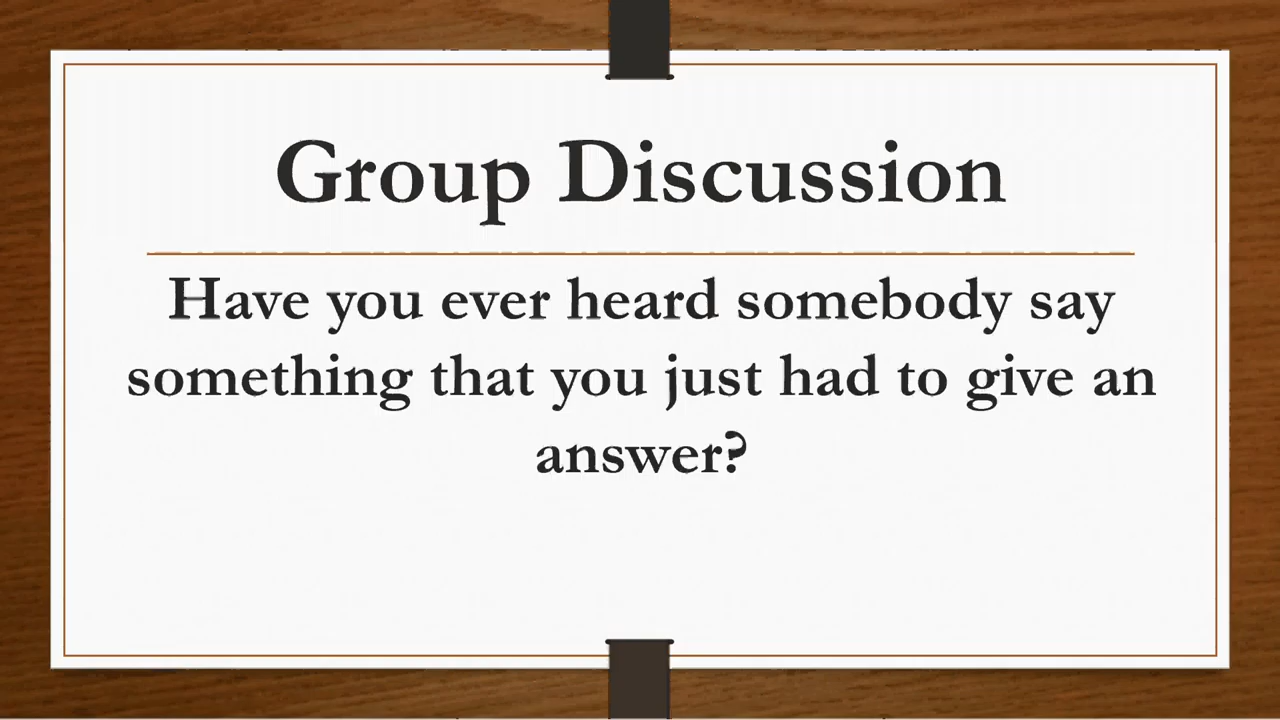 Group Discussion
Have you ever heard somebody say
something that you just had to give an
answer?